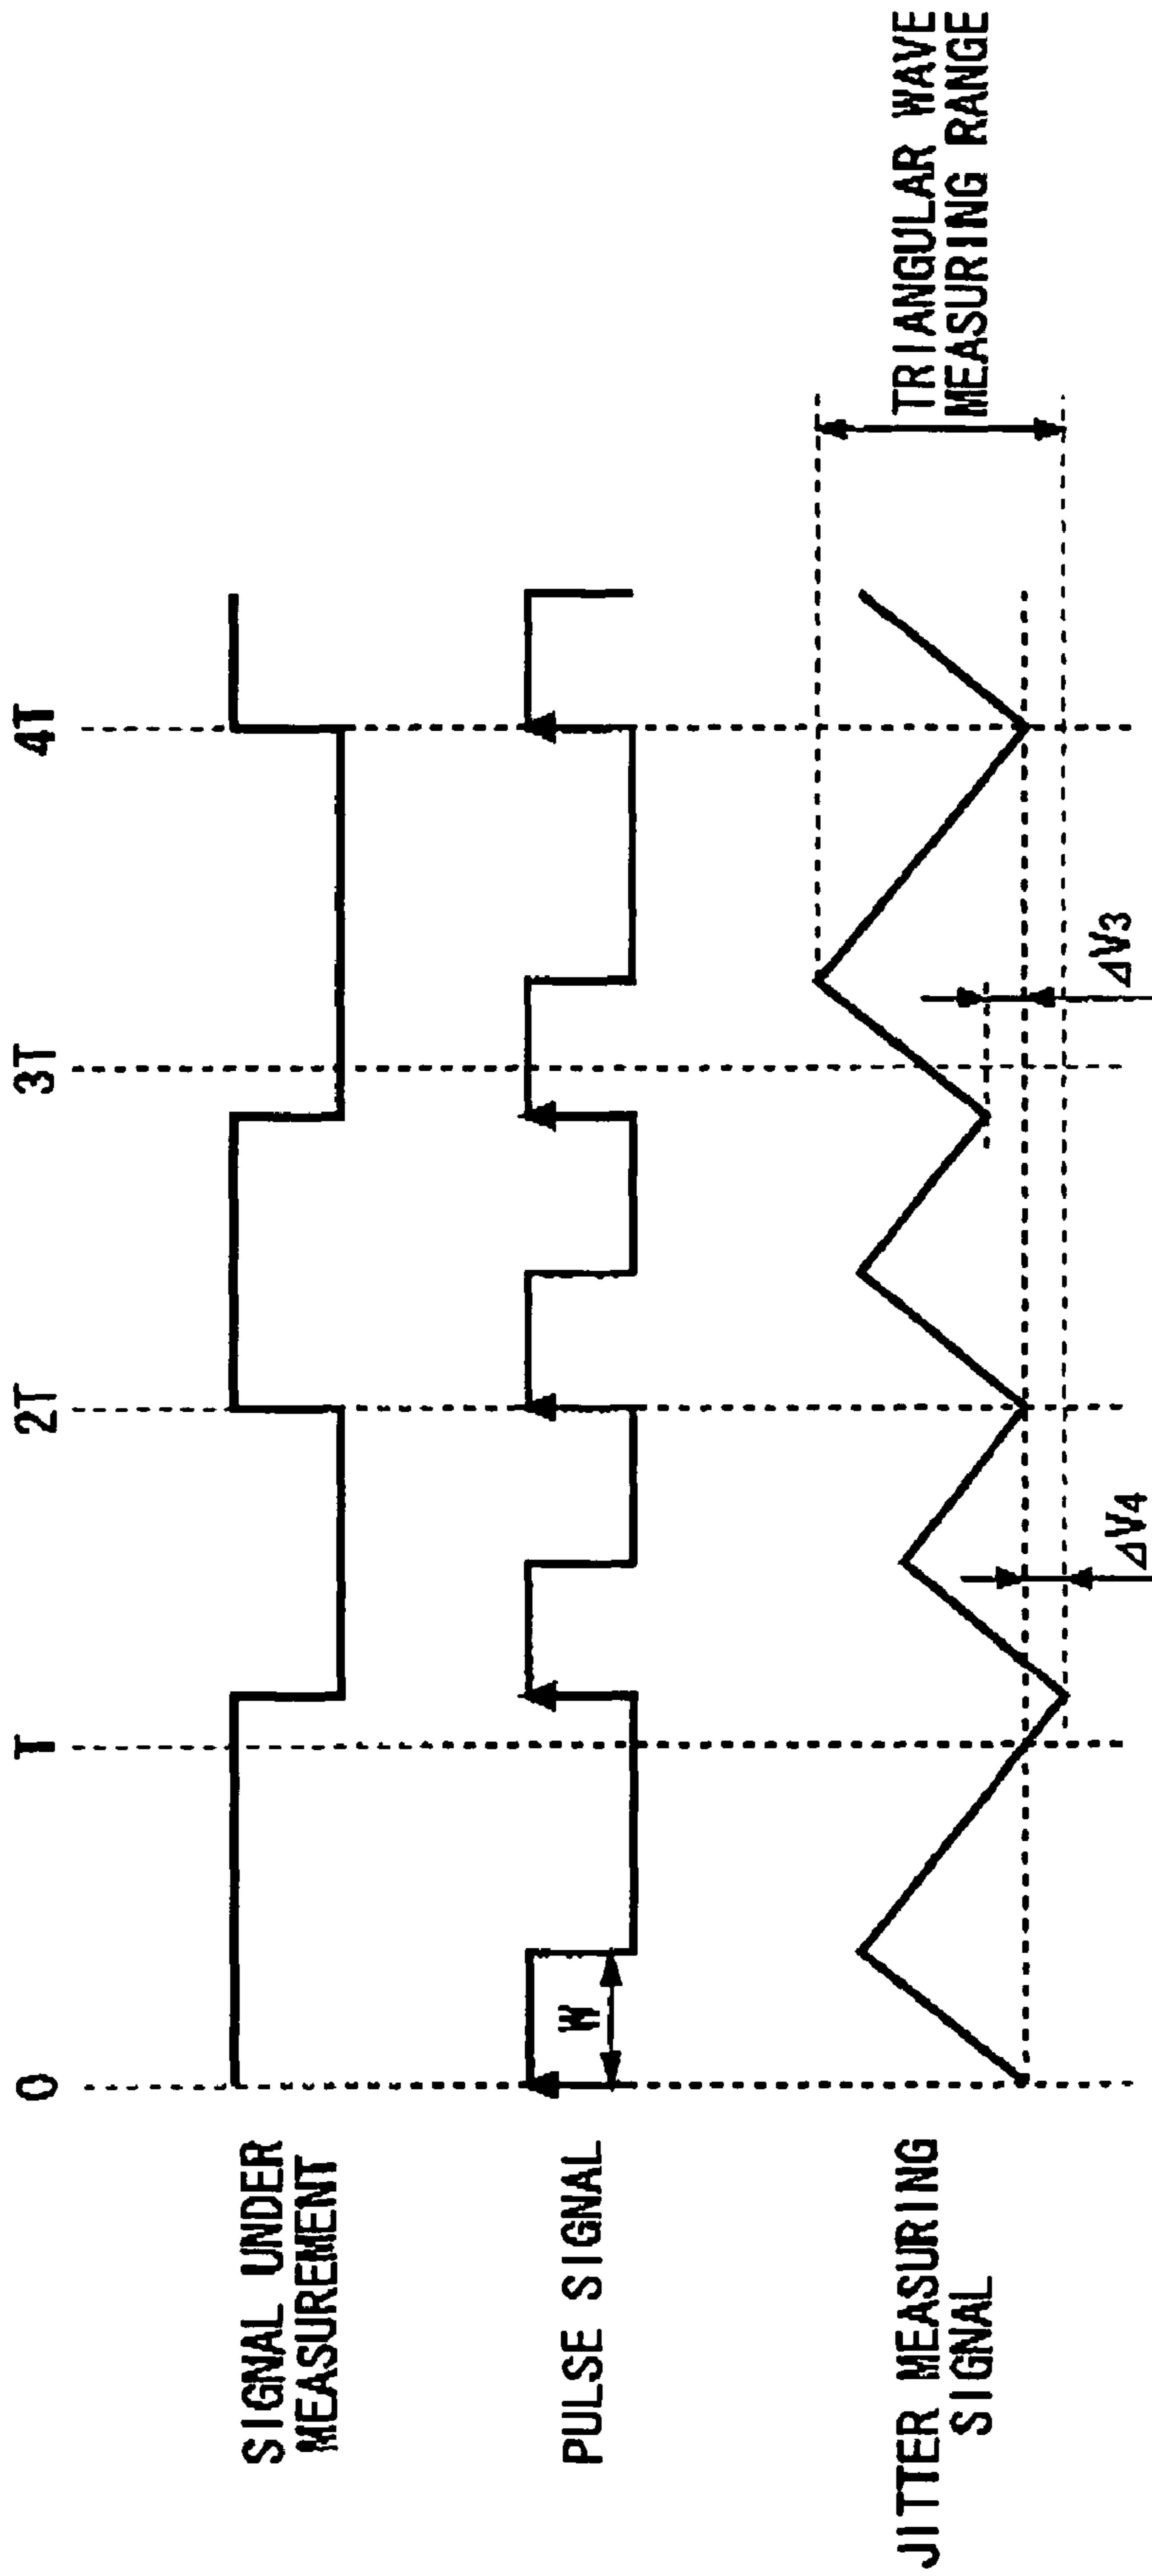 0 T 2T 3T 4T
SIGNAL UNDER
MEASUREMENT
PULSE SIGNAL
W
JITTER MEASURING
SIGNAL
TRIANGULAR WAVE
MEASURING RANGE
ΔV4
ΔV3